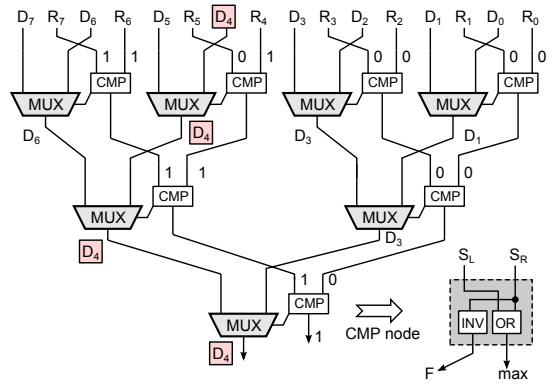 D7 R7 D6 R6 D5 R5 D4 R4 D3 R3 D2 R2 D1 R1 D0 R0
1 1 0 1 0 0 0 0
CMP CMP CMP CMP
MUX MUX MUX MUX
D6 D4 D3 D1
1 1 0 0
CMP CMP
MUX MUX
D4 D3
SL SR
1 0
CMP
MUX
INV OR
1
CMP node
D4
F max